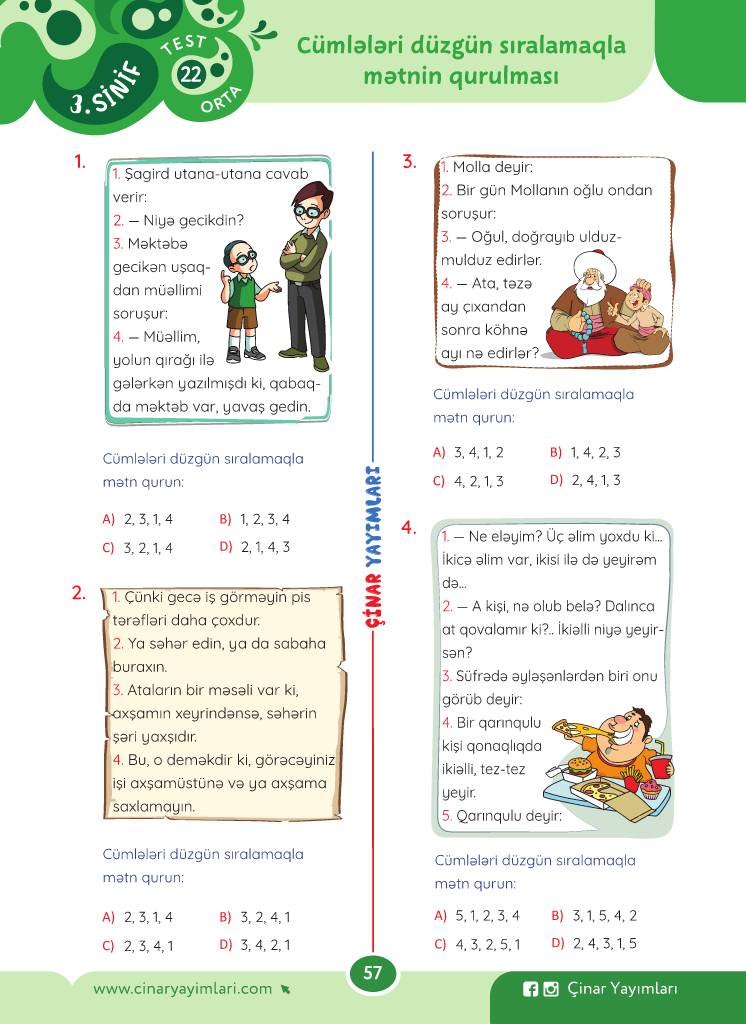 3. SİNİF
TEST
22
ORTA
Cümlələri düzgün sıralamaqla
mətnin qurulması
1.
1. Şagird utana-utana cavab
verir:
2. — Niyə gecikdin?
3. Məktəbə
gecikən uşaq-
dan müəllimi
soruşur:
4. — Müəllim,
yolun qırağı ilə
gələrkən yazılmışdı ki, qabaq-
da məktəb var, yavaş gedin.
Cümlələri düzgün sıralamaqla
mətn qurun:
A) 2, 3, 1, 4 B) 1, 2, 3, 4
C) 3, 2, 1, 4 D) 2, 1, 4, 3
2.
1. Çünki gecə iş görməyin pis
tərəfləri daha çoxdur.
2. Ya səhər edin, ya da sabaha
buraxın.
3. Ataların bir məsəli var ki,
axşamın xeyrindənsə, səhərin
şəri yaxşıdır.
4. Bu, o deməkdir ki, görəcəyiniz
işi axşamüstünə və ya axşama
saxlamayın.
Cümlələri düzgün sıralamaqla
mətn qurun:
A) 2, 3, 1, 4 B) 3, 2, 4, 1
C) 2, 3, 4, 1 D) 3, 4, 2, 1
ÇİNAR YAYIMLARI
3.
1. Molla deyir:
2. Bir gün Mollanın oğlu ondan
soruşur:
3. — Oğul, doğrayıb ulduz-
mulduz edirlər.
4. — Ata, təzə
ay çıxandan
sonra köhnə
ayı nə edirlər?
Cümlələri düzgün sıralamaqla
mətn qurun:
A) 3, 4, 1, 2 B) 1, 4, 2, 3
C) 4, 2, 1, 3 D) 2, 4, 1, 3
4.
1. — Ne eləyim? Üç əlim yoxdu ki...
İkicə əlim var, ikisi ilə də yeyirəm
də...
2. — A kişi, nə olub belə? Dalınca
at qovalamır ki?.. İkiəlli niyə yeyir-
sən?
3. Süfrədə əyləşənlərdən biri onu
görüb deyir:
4. Bir qarınqulu
kişi qonaqlıqda
ikiəlli, tez-tez
yeyir.
5. Qarınqulu deyir:
Cümlələri düzgün sıralamaqla
mətn qurun:
A) 5, 1, 2, 3, 4 B) 3, 1, 5, 4, 2
C) 4, 3, 2, 5, 1 D) 2, 4, 3, 1, 5
www.cinaryayimlari.com
57
Çinar Yayımları